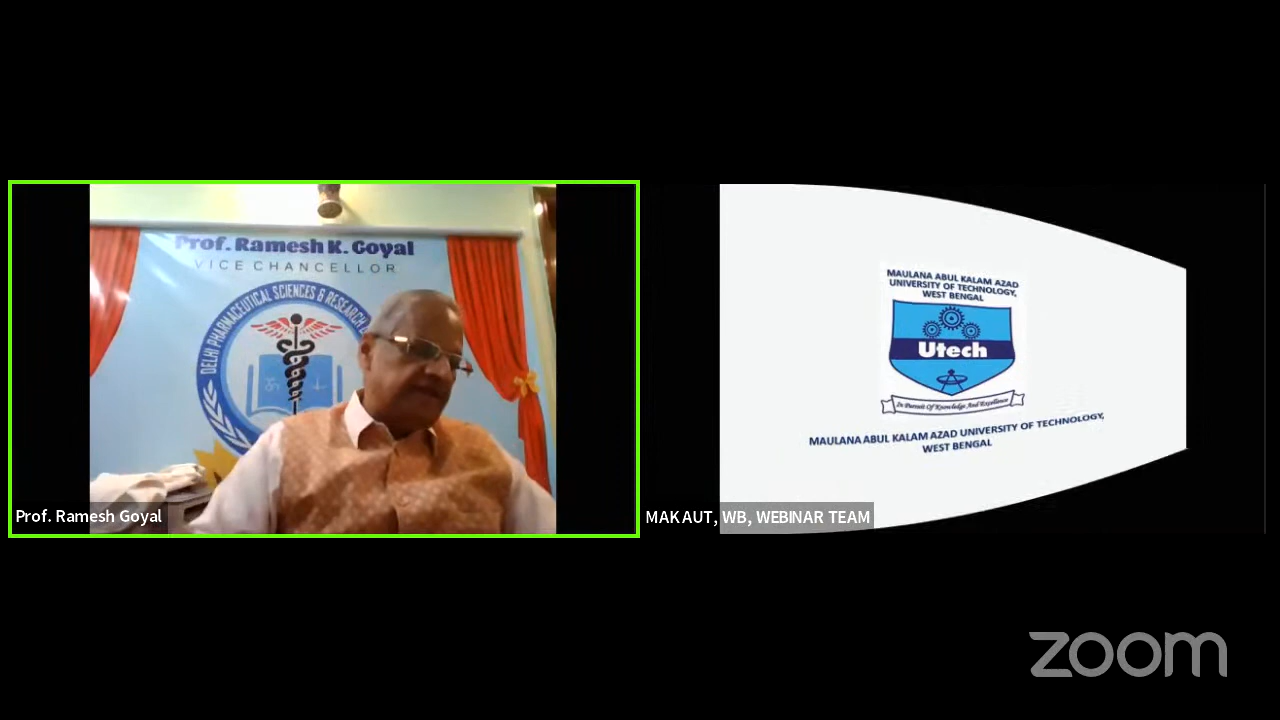 Prof. Ramesh K. Goyal
VICE CHANCELLOR
DELHI PHARMACEUTICAL SCIENCES & RESEARCH
Prof. Ramesh Goyal
MAULANA ABUL KALAM AZAD
UNIVERSITY OF TECHNOLOGY,
WEST BENGAL
Utech
In Pursuit Of Knowledge And Excellence
MAULANA ABUL KALAM AZAD UNIVERSITY OF TECHNOLOGY,
WEST BENGAL
MAKAUT, WB, WEBINAR TEAM
zoom